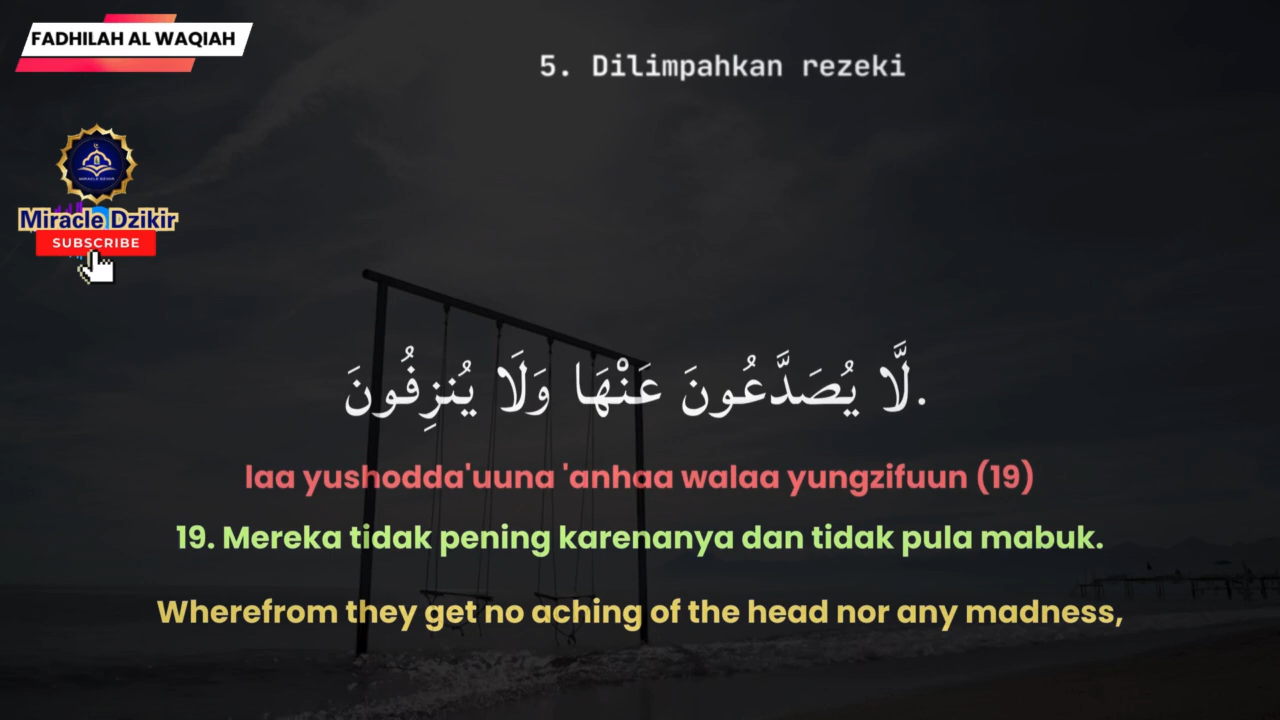 FADHILAH AL WAQIAH
5. Dilimpahkan rezeki
Miracle Dzikir
SUBSCRIBE
لَّا يُصَدَّعُونَ عَنْهَا وَلَا يُنزِفُونَ.
laa yushodda'uuna 'anhaa walaa yungzifuun (19)
19. Mereka tidak pening karenanya dan tidak pula mabuk.
Wherefrom they get no aching of the head nor any madness,